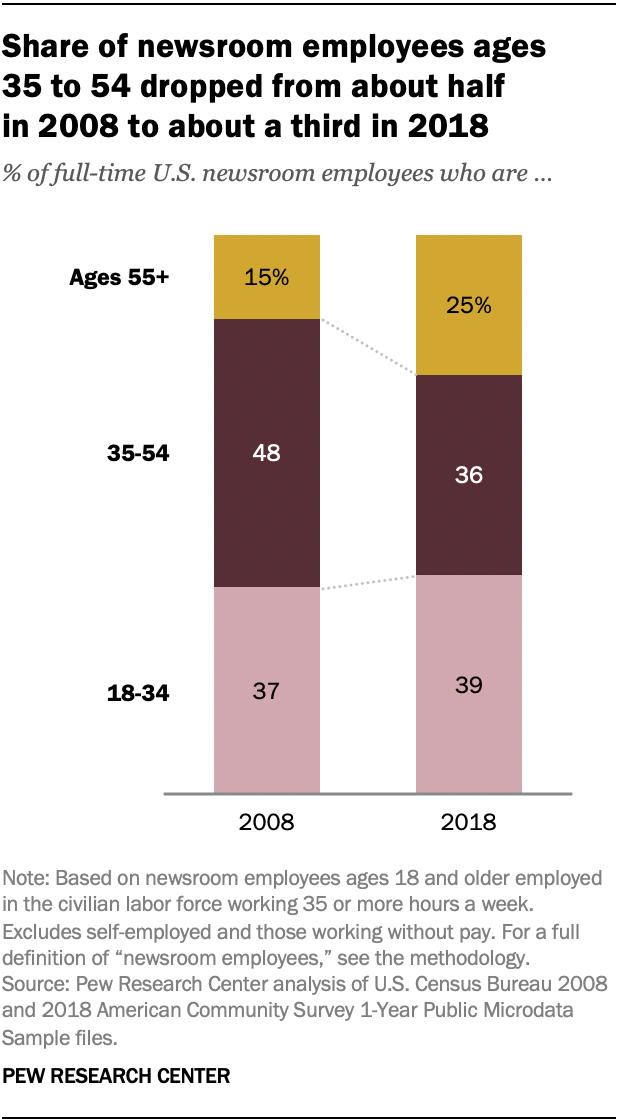 Share of newsroom employees ages
35 to 54 dropped from about half
in 2008 to about a third in 2018
% of full-time U.S. newsroom employees who are ...
Ages 55+
15%
25%
35-54
48
36
18-34
37
39
2008
2018
Note: Based on newsroom employees ages 18 and older employed
in the civilian labor force working 35 or more hours a week.
Excludes self-employed and those working without pay. For a full
definition of “newsroom employees,” see the methodology.
Source: Pew Research Center analysis of U.S. Census Bureau 2008
and 2018 American Community Survey 1-Year Public Microdata
Sample files.
PEW RESEARCH CENTER